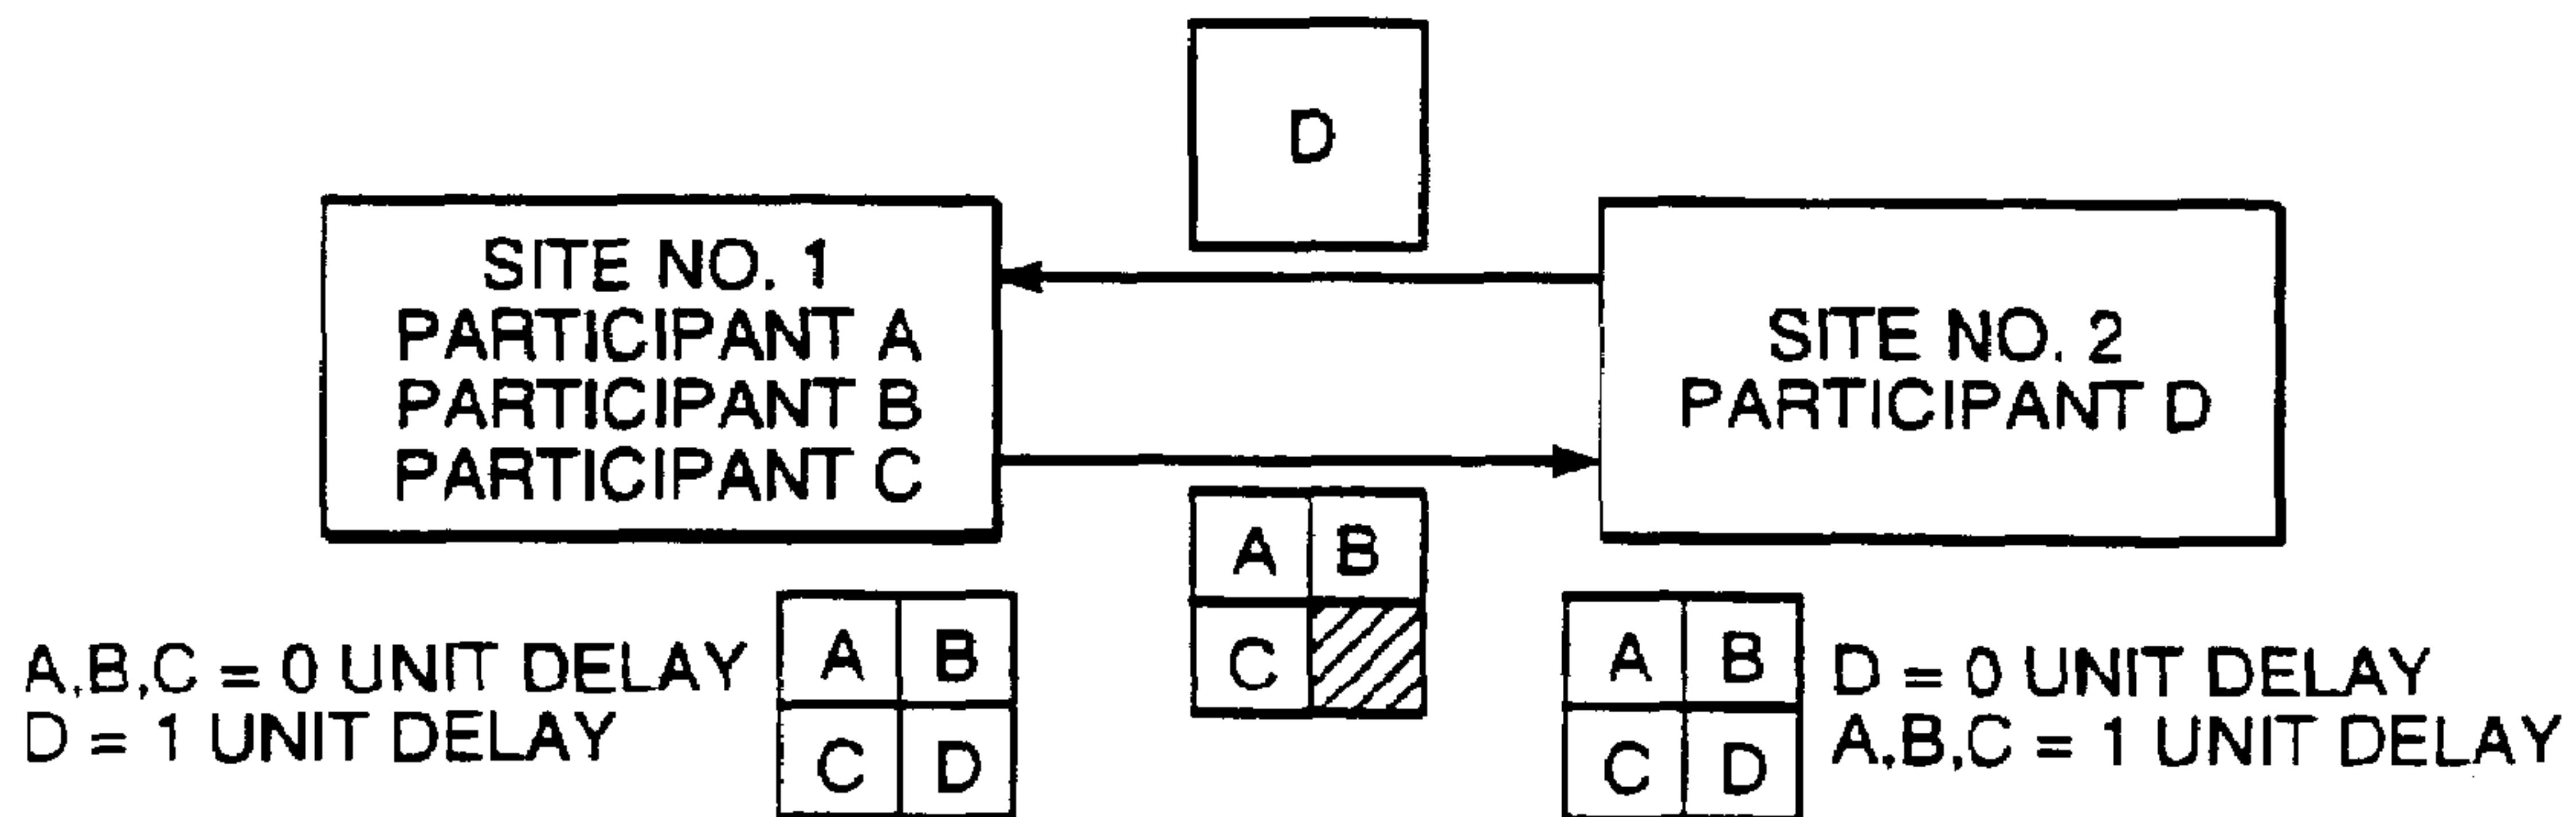 D
SITE NO. 1
PARTICIPANT A
PARTICIPANT B
PARTICIPANT C
SITE NO. 2
PARTICIPANT D
A B
C
A,B,C = 0 UNIT DELAY
D = 1 UNIT DELAY
A B
C D
A B
C D
D = 0 UNIT DELAY
A,B,C = 1 UNIT DELAY